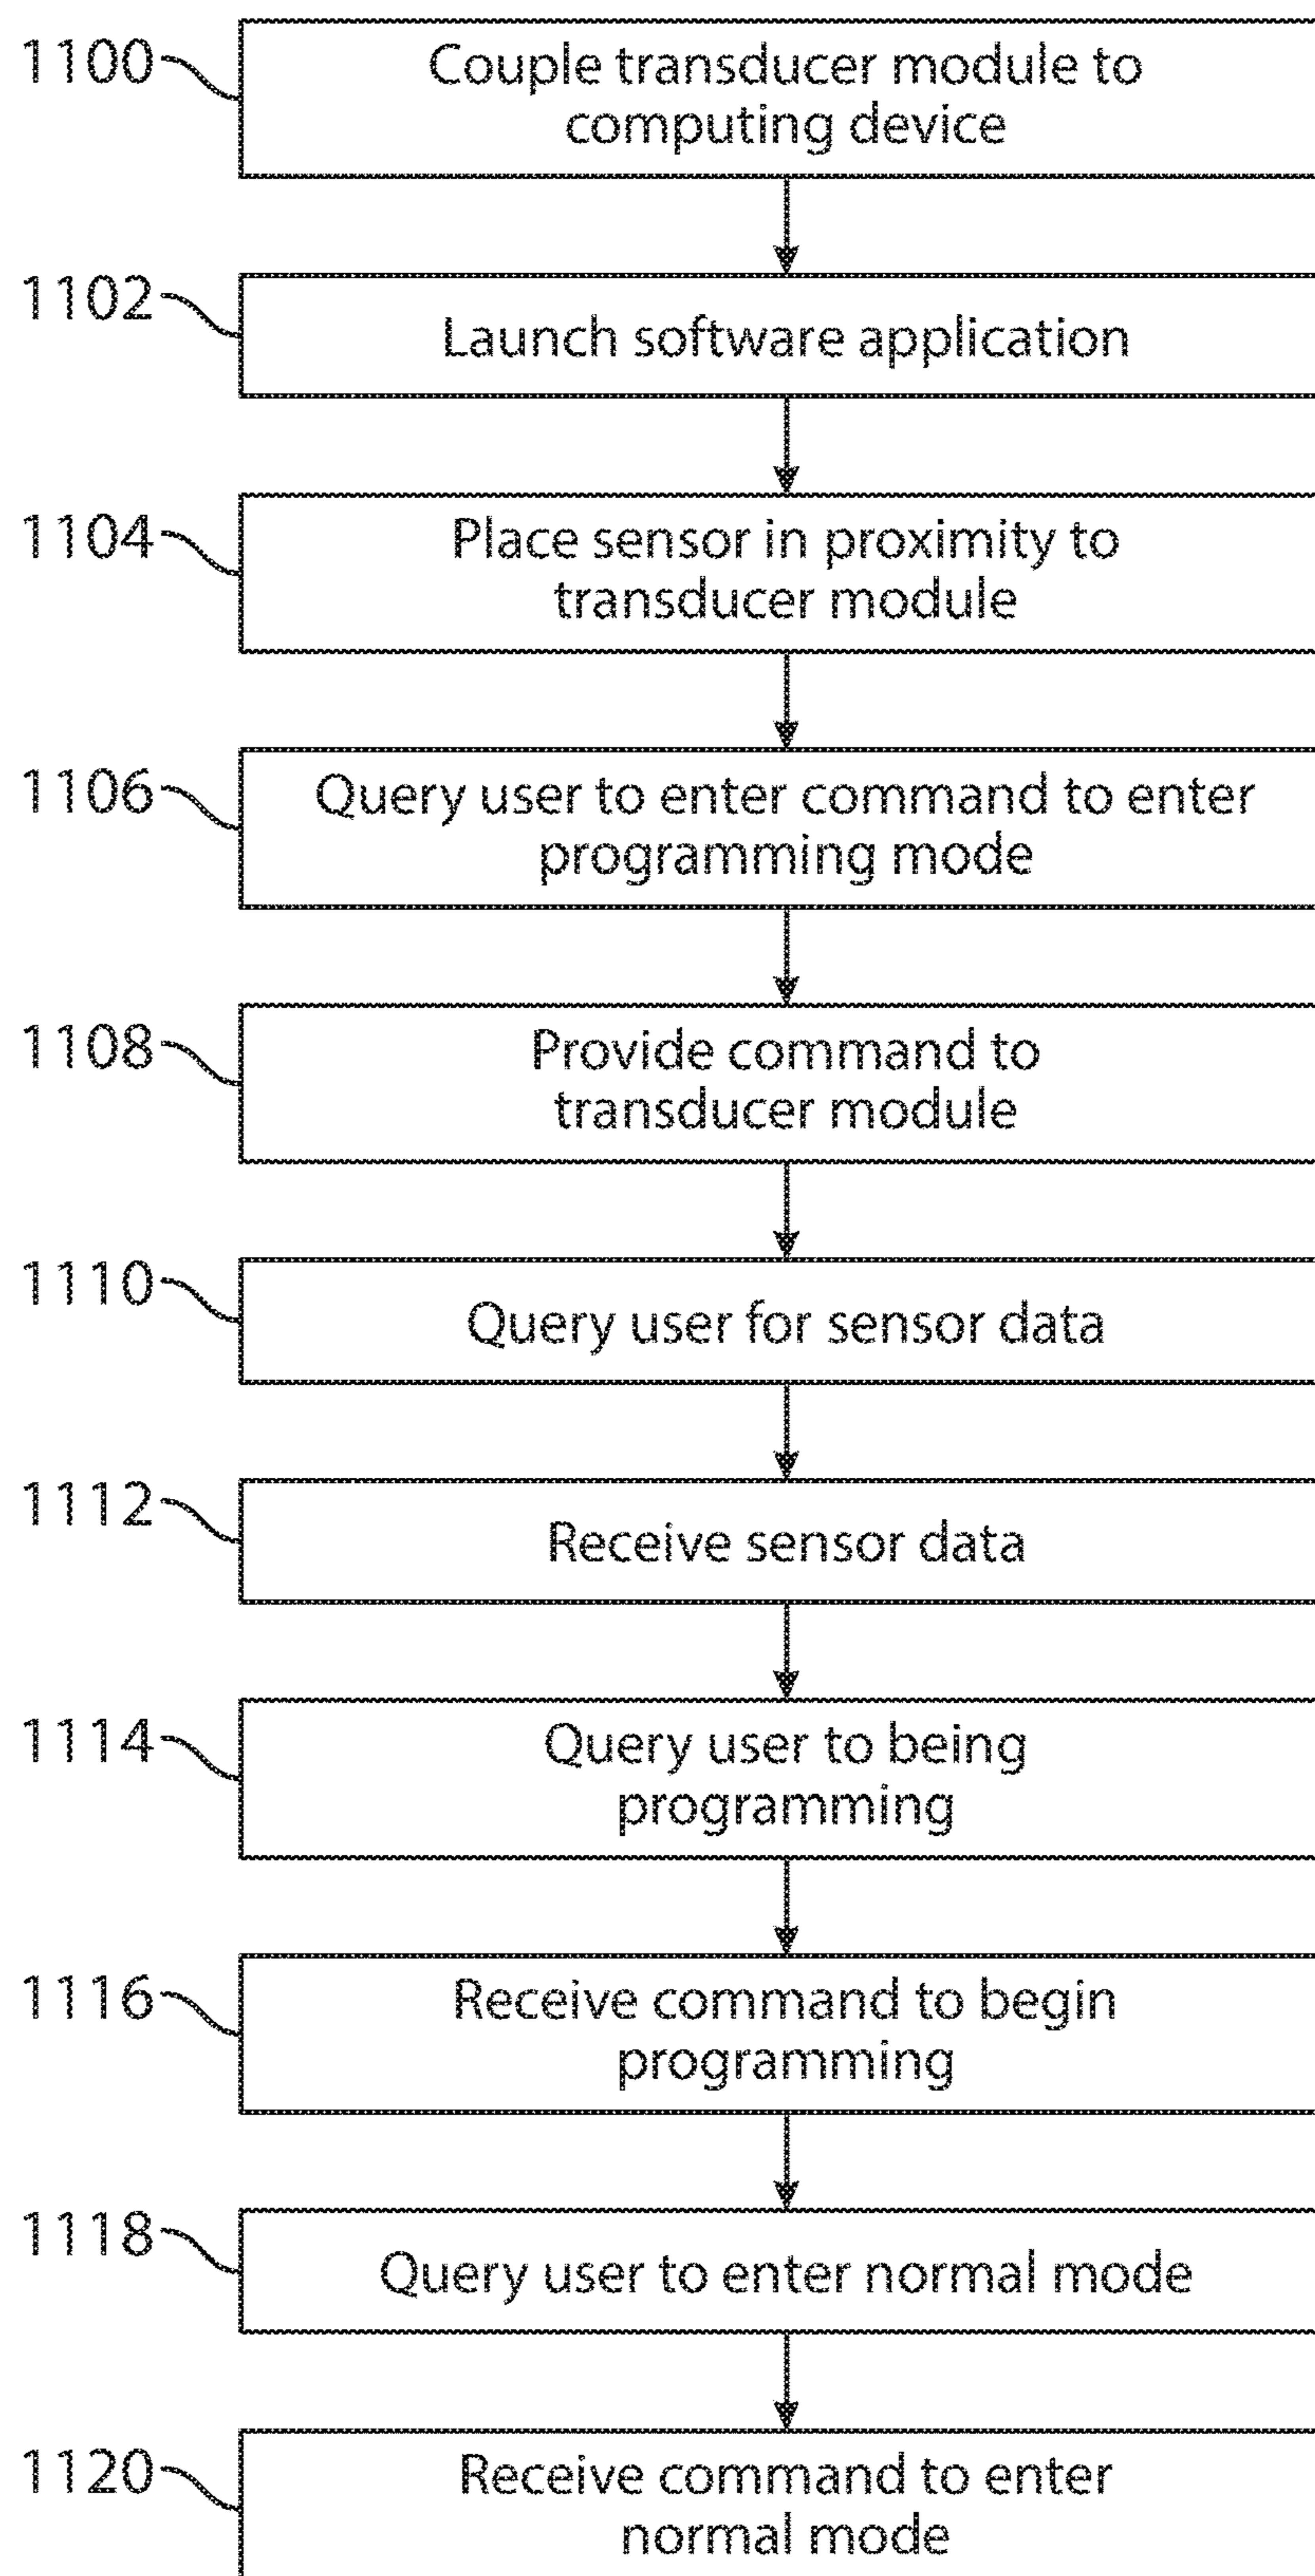 1100
Couple transducer module to
computing device
1102
Launch software application
1104
Place sensor in proximity to
transducer module
1106
Query user to enter command to enter
programming mode
1108
Provide command to
transducer module
1110
Query user for sensor data
1112
Receive sensor data
1114
Query user to being
programming
1116
Receive command to begin
programming
1118
Query user to enter normal mode
1120
Receive command to enter
normal mode